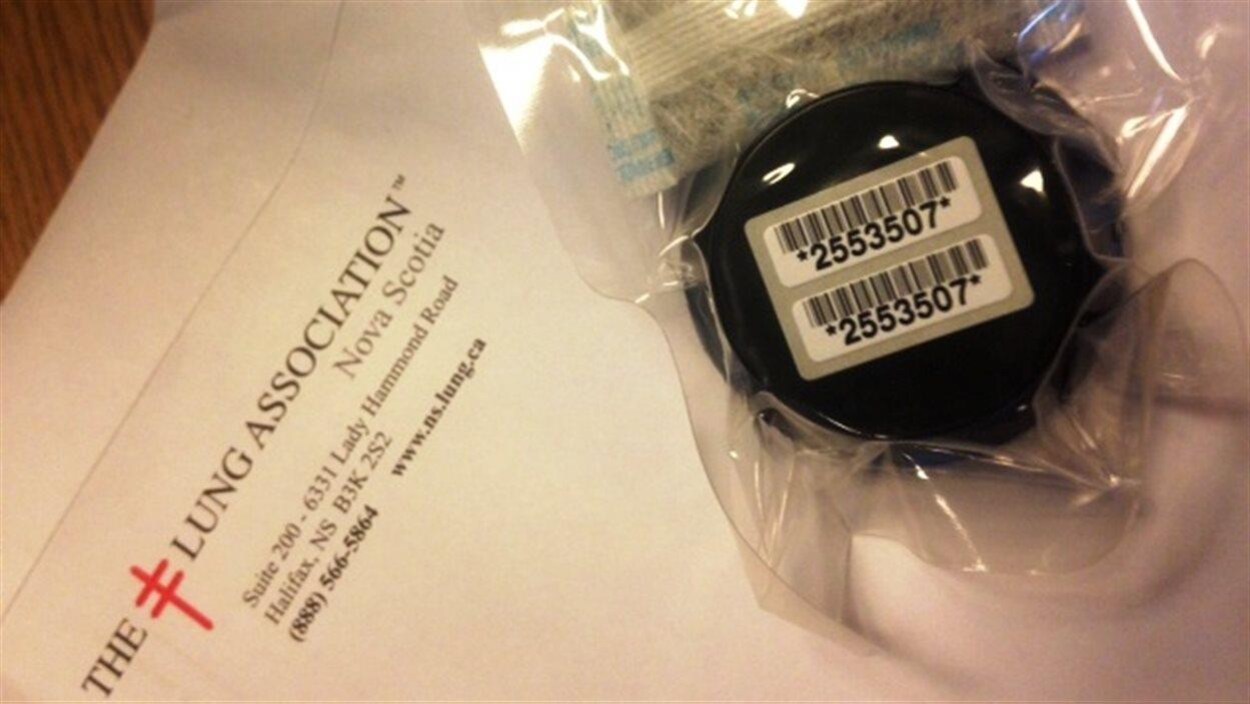 THE LUNG ASSOCIATION™
Nova Scotia
Suite 200 - 6331 Lady Hammond Road
Halifax, NS B3K 2S2
(888) 566-5864 www.ns.lung.ca
*2553507*
*2553507*